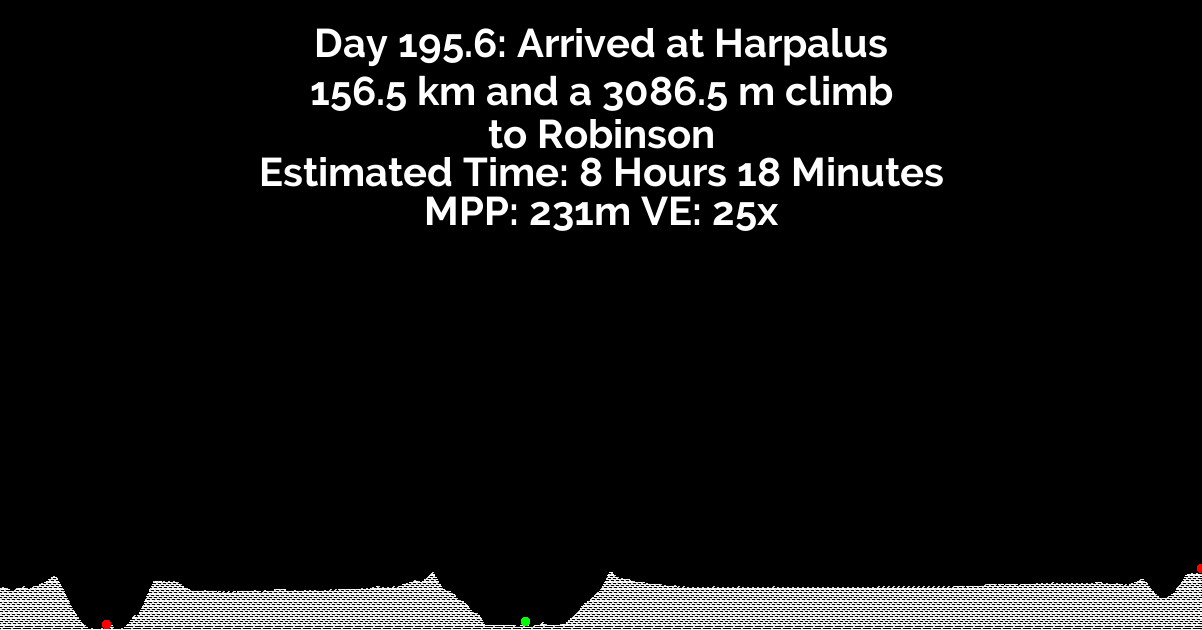 Day 195.6: Arrived at Harpalus
156.5 km and a 3086.5 m climb
to Robinson
Estimated Time: 8 Hours 18 Minutes
MPP: 231m VE: 25x